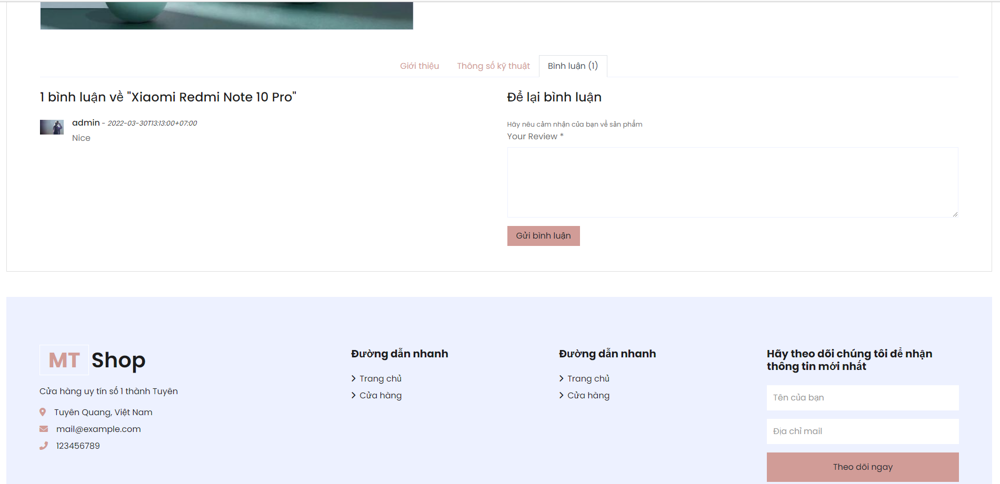 Giới thiệu
Thông số kỹ thuật
Bình luận (1)
1 bình luận về "Xiaomi Redmi Note 10 Pro"
admin - 2022-03-30T13:13:00+07:00
Nice
Để lại bình luận
Hãy nêu cảm nhận của bạn về sản phẩm
Your Review *
Gửi bình luận
MT Shop
Cửa hàng uy tín số 1 thành Tuyên
Tuyên Quang, Việt Nam
mail@example.com
123456789
Đường dẫn nhanh
Trang chủ
Cửa hàng
Đường dẫn nhanh
Trang chủ
Cửa hàng
Hãy theo dõi chúng tôi để nhận
thông tin mới nhất
Tên của bạn
Địa chỉ mail
Theo dõi ngay